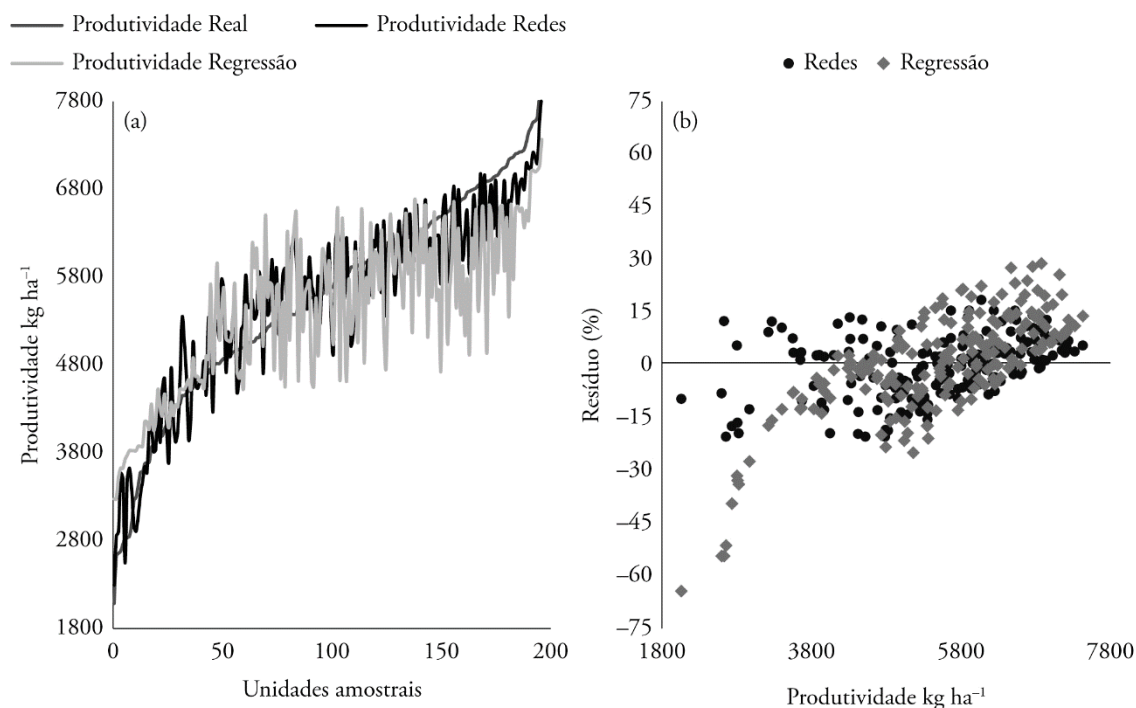 Produtividade Real
Produtividade Redes
Produtividade Regressão
(a)
7800
6800
5800
4800
3800
2800
1800
Produtividade kg ha⁻¹
0 50 100 150 200
Unidades amostrais
Redes Regressão
(b)
75
60
45
30
15
0
–15
–30
–45
–60
–75
Resíduo (%)
1800 3800 5800 7800
Produtividade kg ha⁻¹